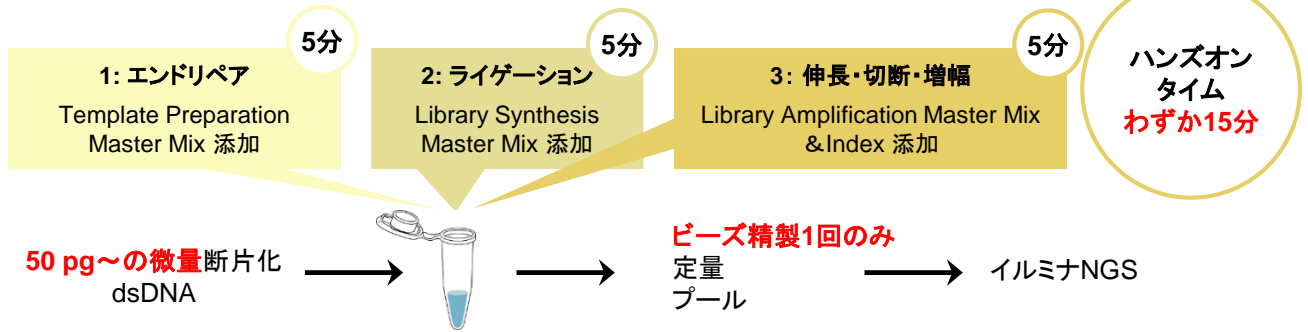 5分
1: エンドリペア
Template Preparation
Master Mix 添加
5分
2: ライゲーション
Library Synthesis
Master Mix 添加
5分
3: 伸長・切断・増幅
Library Amplification Master Mix
&Index 添加
ハンズオン
タイム
わずか15分
50 pg～の微量断片化
dsDNA
ビーズ精製1回のみ
定量
プール
イルミナNGS